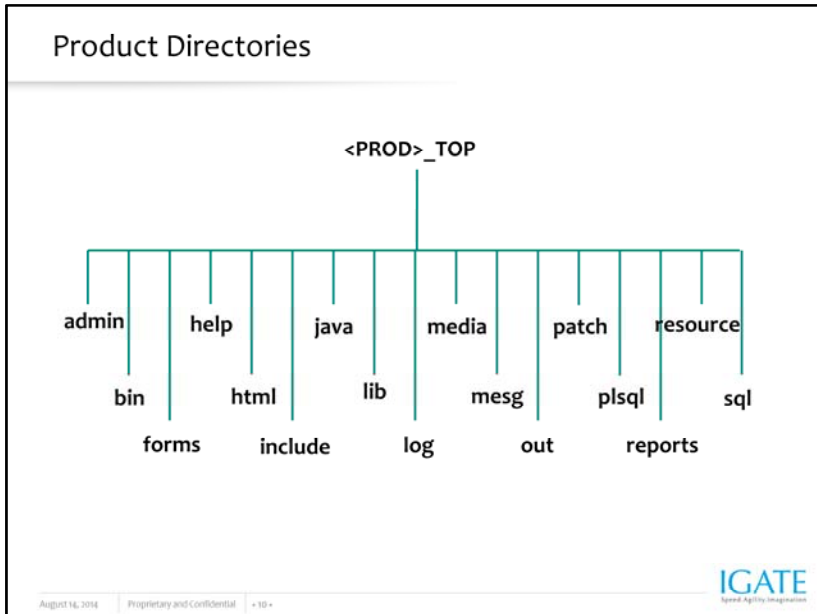 Product Directories
<PROD>_TOP
admin help java media patch resource
bin html lib mesg plsql sql
forms include log out reports
August 14, 2014 Proprietary and Confidential - 10 -
IGATE
Speed.Agility.Imagination